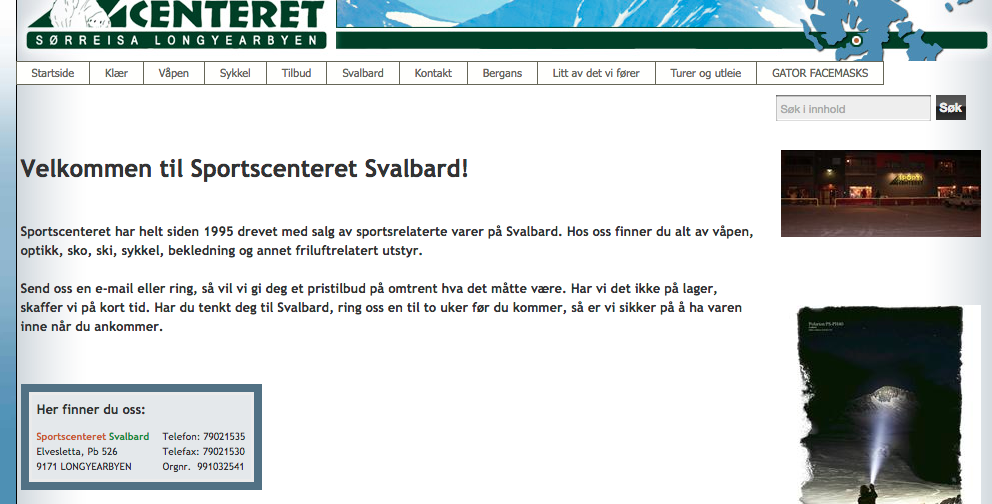 CENTERET
SØRREISA LONGYEARBYEN
Startside Klær Våpen Sykkel Tilbud Svalbard Kontakt Bergans Litt av det vi fører Turer og utleie GATOR FACEMASKS
Søk i innhold Søk
Velkommen til Sportscenteret Svalbard!
SPORTS
CENTERET
Sportscenteret har helt siden 1995 drevet med salg av sportsrelaterte varer på Svalbard. Hos oss finner du alt av våpen,
optikk, sko, ski, sykkel, bekledning og annet friluftrelatert utstyr.
Send oss en e-mail eller ring, så vil vi gi deg et pristilbud på omtrent hva det måtte være. Har vi det ikke på lager,
skaffer vi på kort tid. Har du tenkt deg til Svalbard, ring oss en til to uker før du kommer, så er vi sikker på å ha varen
inne når du ankommer.
Her finner du oss:
Sportscenteret Svalbard Telefon: 79021535
Elvesletta, Pb 526 Telefax: 79021530
9171 LONGYEARBYEN Orgnr. 991032541